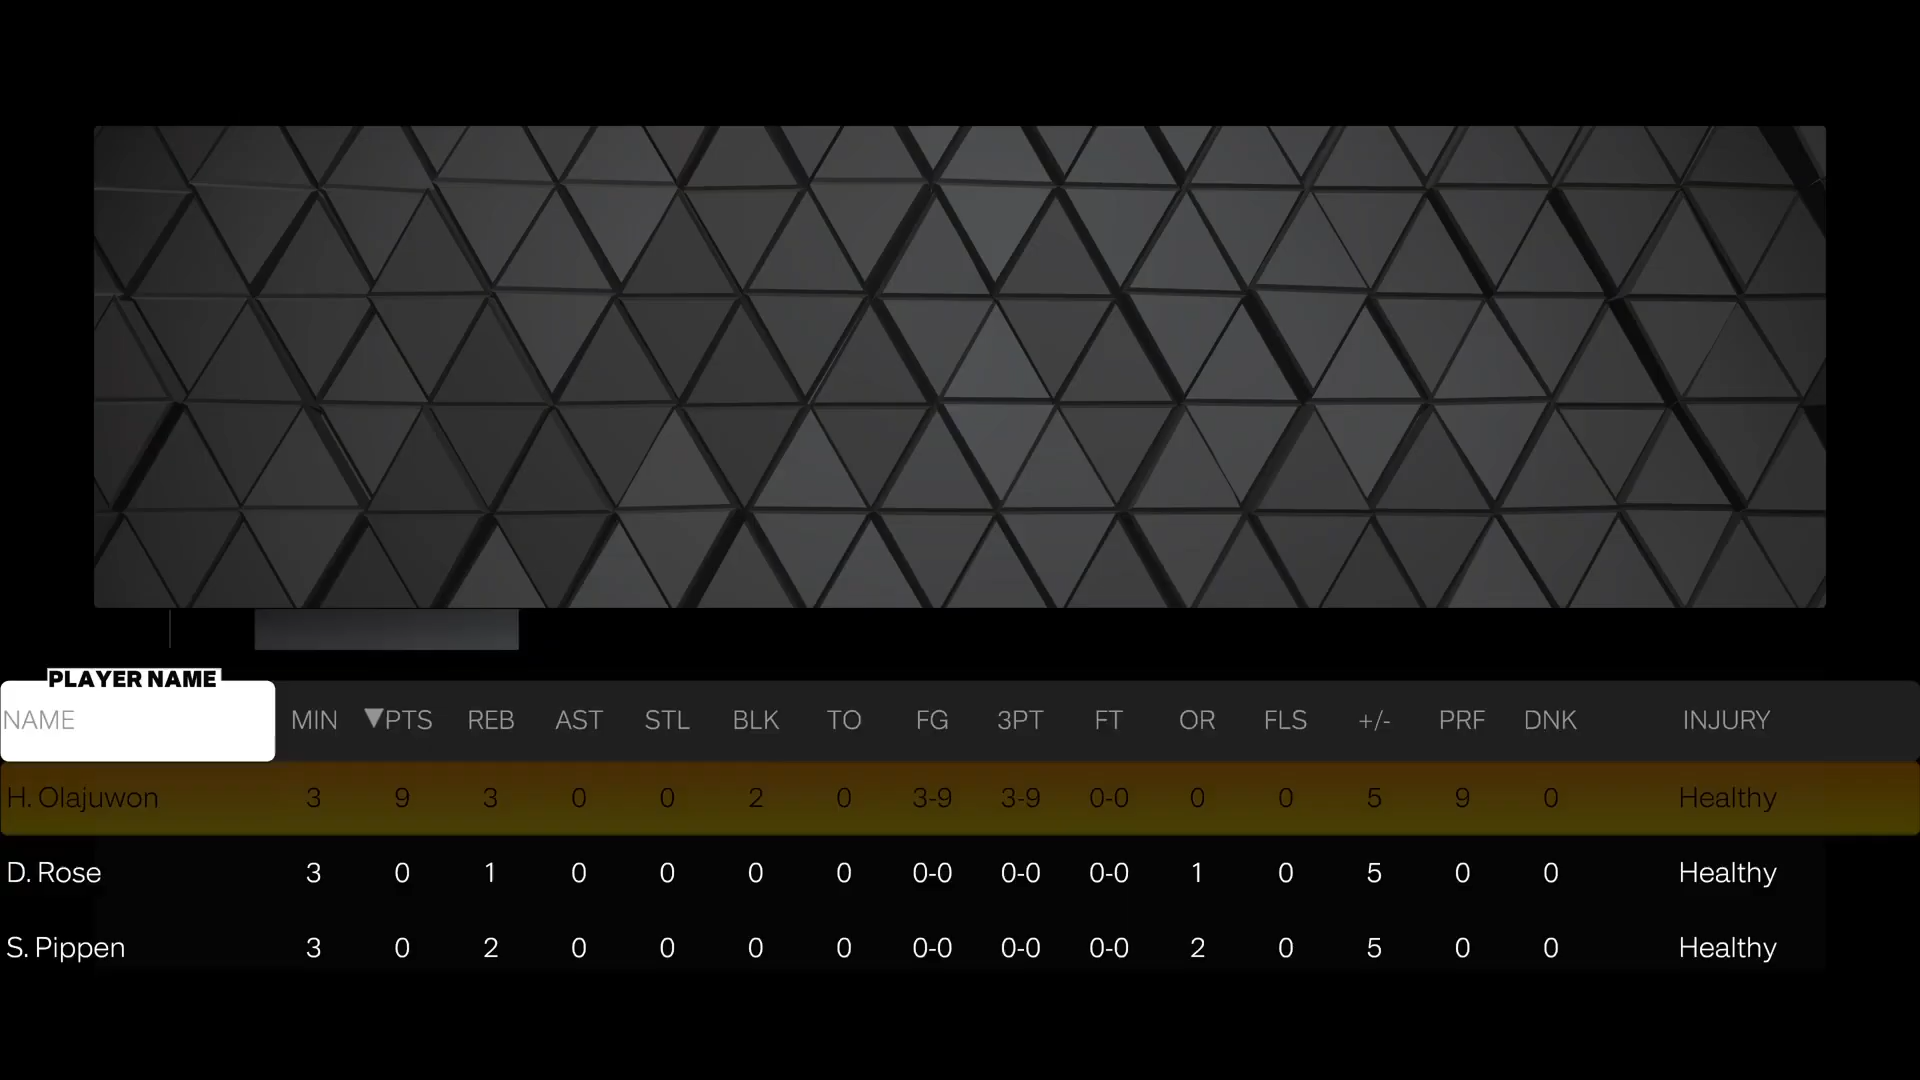 PLAYER NAME
NAME MIN ▼PTS REB AST STL BLK TO FG 3PT FT OR FLS +/- PRF DNK INJURY
H. Olajuwon 3 9 3 0 0 2 0 3-9 3-9 0-0 0 0 5 9 0 Healthy
D. Rose 3 0 1 0 0 0 0 0-0 0-0 0-0 1 0 5 0 0 Healthy
S. Pippen 3 0 2 0 0 0 0 0-0 0-0 0-0 2 0 5 0 0 Healthy